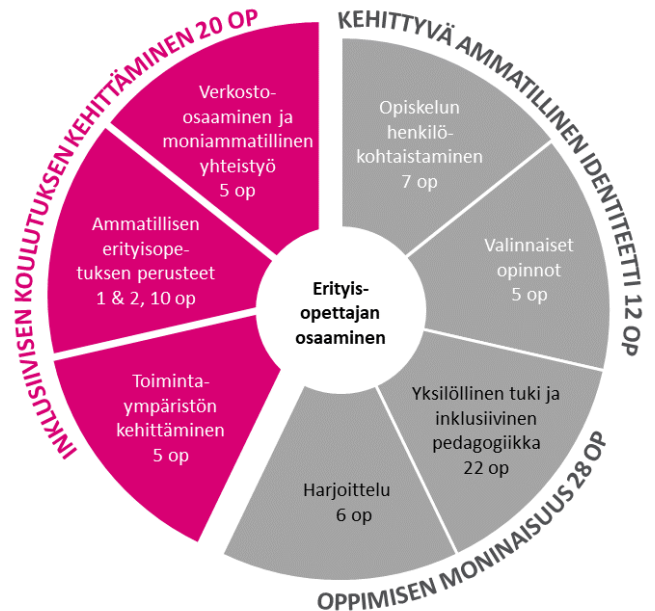 INKLUSIIVISEN KOULUTUKSEN KEHITTÄMINEN 20 OP
KEHITTYVÄ AMMATILLINEN IDENTITEETTI 12 OP
OPPIMISEN MONINAISUUS 28 OP
Verkosto-
osaaminen ja
moniammatillinen
yhteistyö
5 op
Opiskelun
henkilö-
kohtaistaminen
7 op
Ammatillisen
erityisope-
tuksen perusteet
1 & 2, 10 op
Valinnaiset
opinnot
5 op
Erityis-
opettajan
osaaminen
Toiminta-
ympäristön
kehittäminen
5 op
Yksilöllinen tuki ja
inklusiivinen
pedagogiikka
22 op
Harjoittelu
6 op